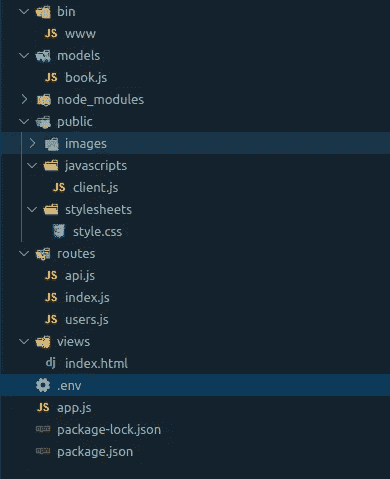 bin
JS www
models
JS book.js
node_modules
public
images
javascripts
JS client.js
stylesheets
style.css
routes
JS api.js
JS index.js
JS users.js
views
dj index.html
.env
JS app.js
package-lock.json
package.json